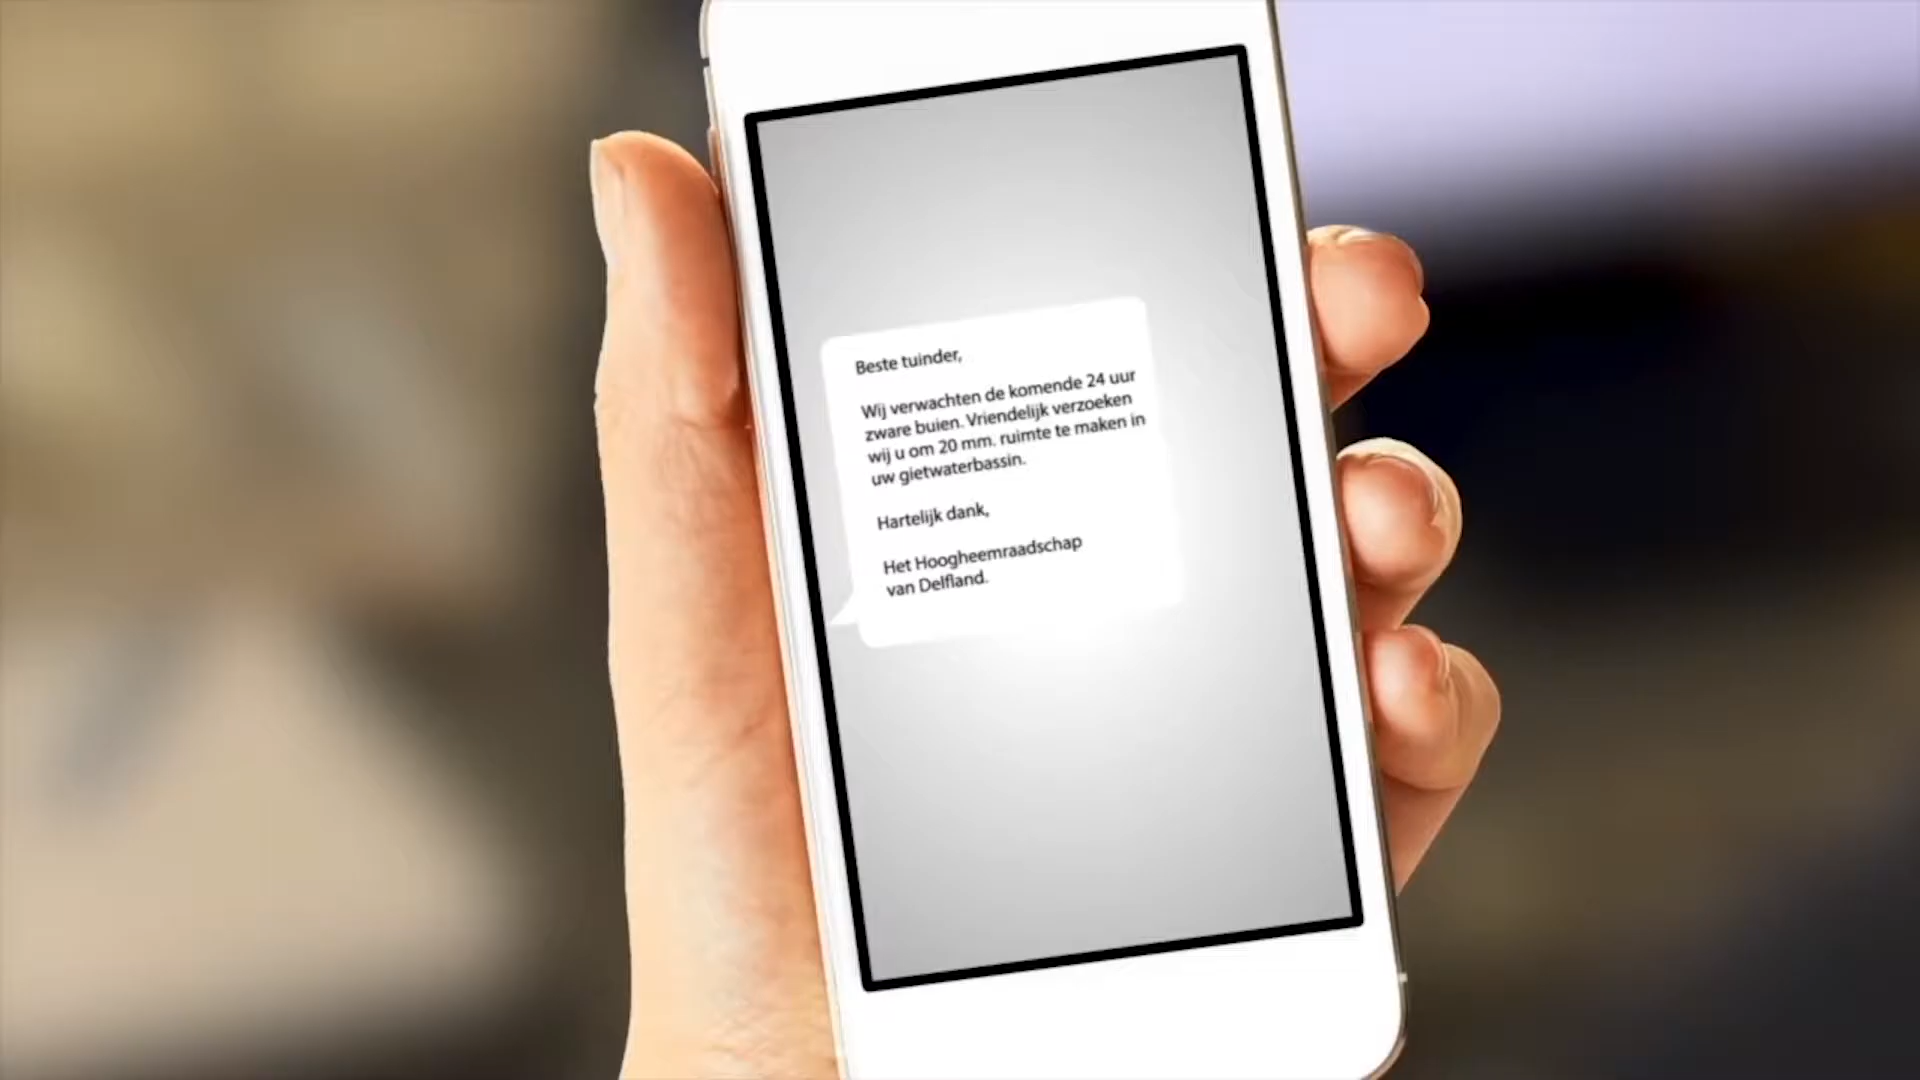 Beste tuinder,
Wij verwachten de komende 24 uur
zware buien. Vriendelijk verzoeken
wij u om 20 mm. ruimte te maken in
uw gietwaterbassin.
Hartelijk dank,
Het Hoogheemraadschap
van Delfland.